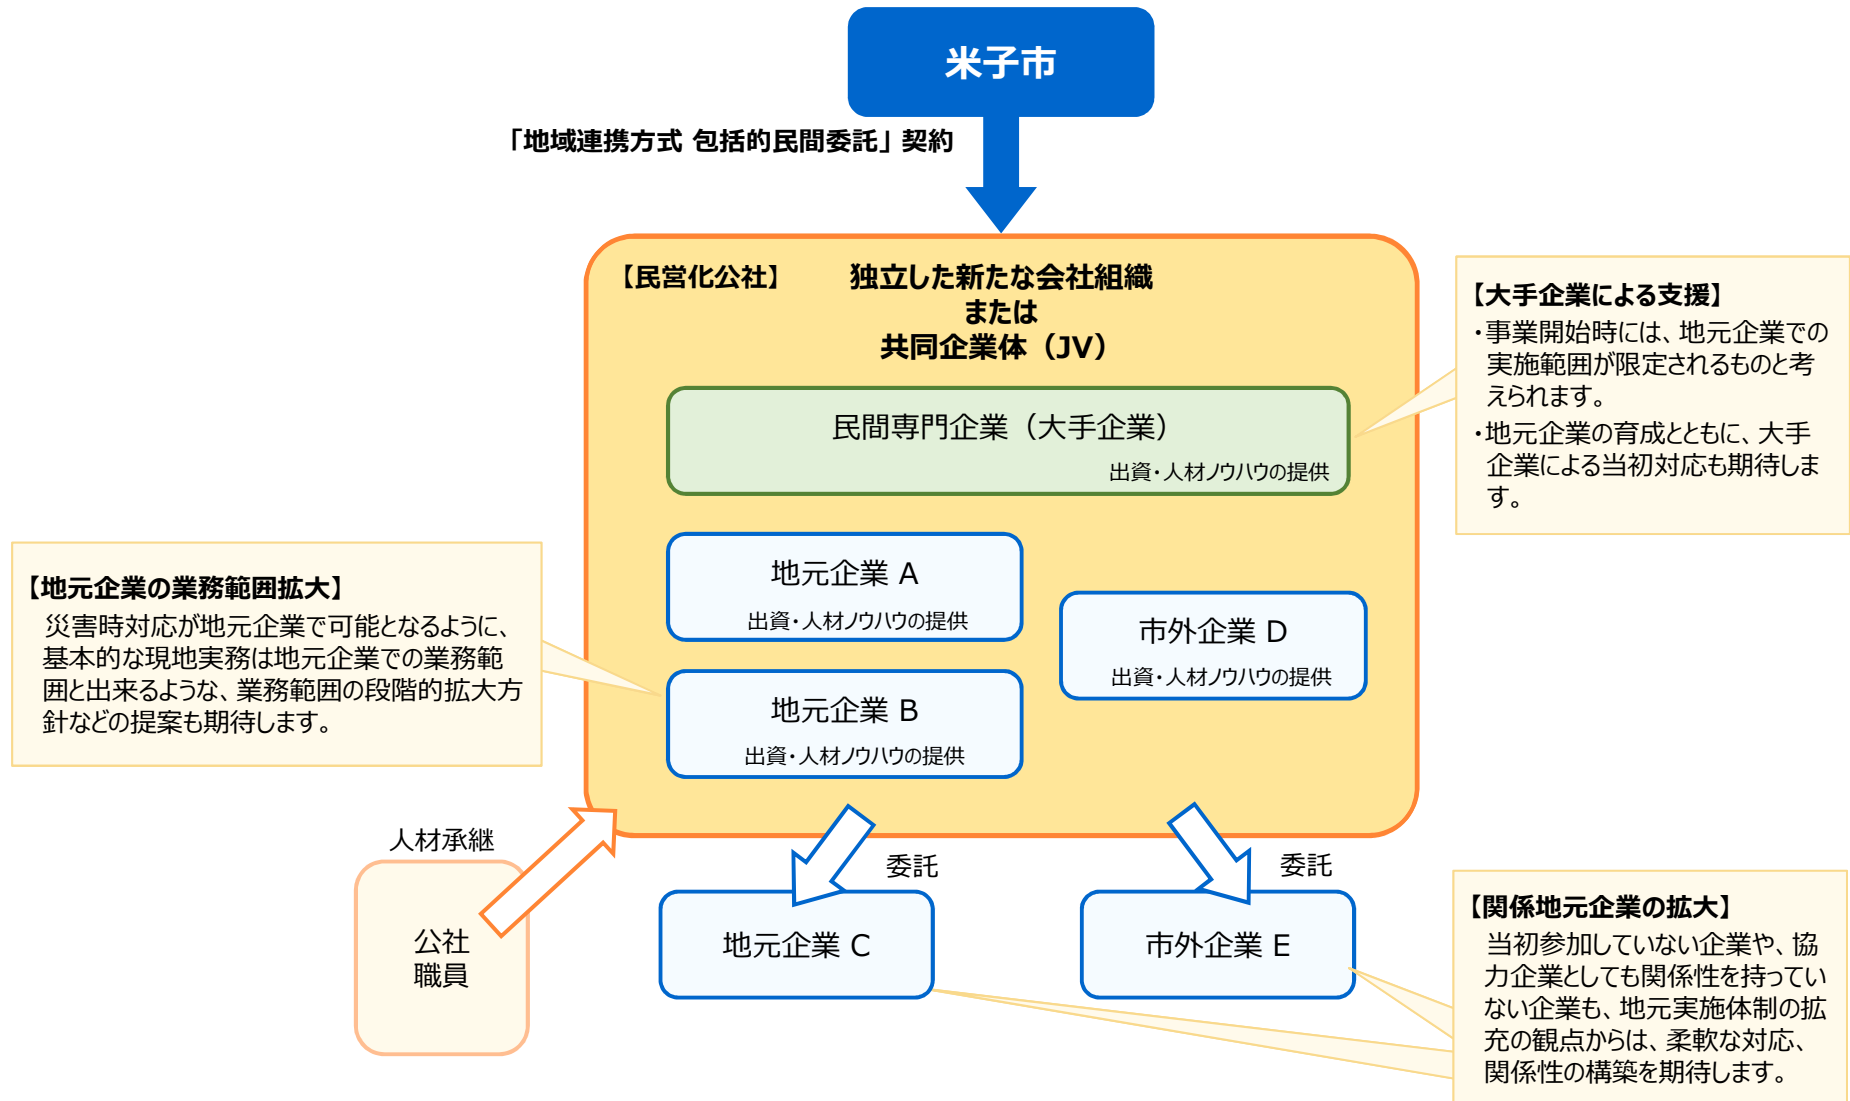 米子市
「地域連携方式 包括的民間委託」契約
【民営化公社】 独立した新たな会社組織
または
共同企業体（JV）
民間専門企業（大手企業）
出資・人材ノウハウの提供
【大手企業による支援】
・事業開始時には、地元企業での
実施範囲が限定されるものと考
えられます。
・地元企業の育成とともに、大手
企業による当初対応も期待しま
す。
地元企業 A
出資・人材ノウハウの提供
市外企業 D
出資・人材ノウハウの提供
地元企業 B
出資・人材ノウハウの提供
【地元企業の業務範囲拡大】
災害時対応が地元企業で可能となるように、
基本的な現地実務は地元企業での業務範
囲と出来るような、業務範囲の段階的拡大方
針などの提案も期待します。
人材承継
公社
職員
委託
委託
地元企業 C
市外企業 E
【関係地元企業の拡大】
当初参加していない企業や、協
力企業としても関係性を持ってい
ない企業も、地元実施体制の拡
充の観点からは、柔軟な対応、
関係性の構築を期待します。